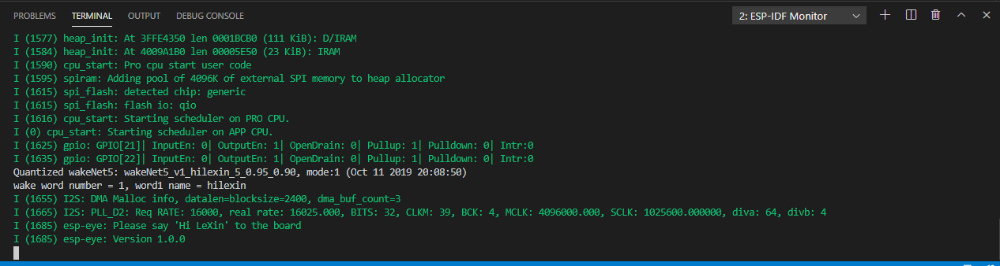 PROBLEMS TERMINAL OUTPUT DEBUG CONSOLE 2: ESP-IDF Monitor
I (1577) heap_init: At 3FFE4350 len 0001BCB0 (111 KiB): D/IRAM
I (1584) heap_init: At 4009A1B0 len 00005E50 (23 KiB): IRAM
I (1590) cpu_start: Pro cpu start user code
I (1595) spiram: Adding pool of 4096K of external SPI memory to heap allocator
I (1615) spi_flash: detected chip: generic
I (1615) spi_flash: flash io: qio
I (1616) cpu_start: Starting scheduler on PRO CPU.
I (0) cpu_start: Starting scheduler on APP CPU.
I (1625) gpio: GPIO[21]| InputEn: 0| OutputEn: 1| OpenDrain: 0| Pullup: 1| Pulldown: 0| Intr:0
I (1635) gpio: GPIO[22]| InputEn: 0| OutputEn: 1| OpenDrain: 0| Pullup: 1| Pulldown: 0| Intr:0
Quantized wakeNet5: wakeNet5_v1_hilexin_5_0.95_0.90, mode:1 (Oct 11 2019 20:08:50)
wake word number = 1, word1 name = hilexin
I (1655) I2S: DMA Malloc info, datalen=blocksize=2400, dma_buf_count=3
I (1665) I2S: PLL_D2: Req RATE: 16000, real rate: 16025.000, BITS: 32, CLKM: 39, BCK: 4, MCLK: 4096000.000, SCLK: 1025600.000000, diva: 64, divb: 4
I (1685) esp-eye: Please say 'Hi LeXin' to the board
I (1685) esp-eye: Version 1.0.0